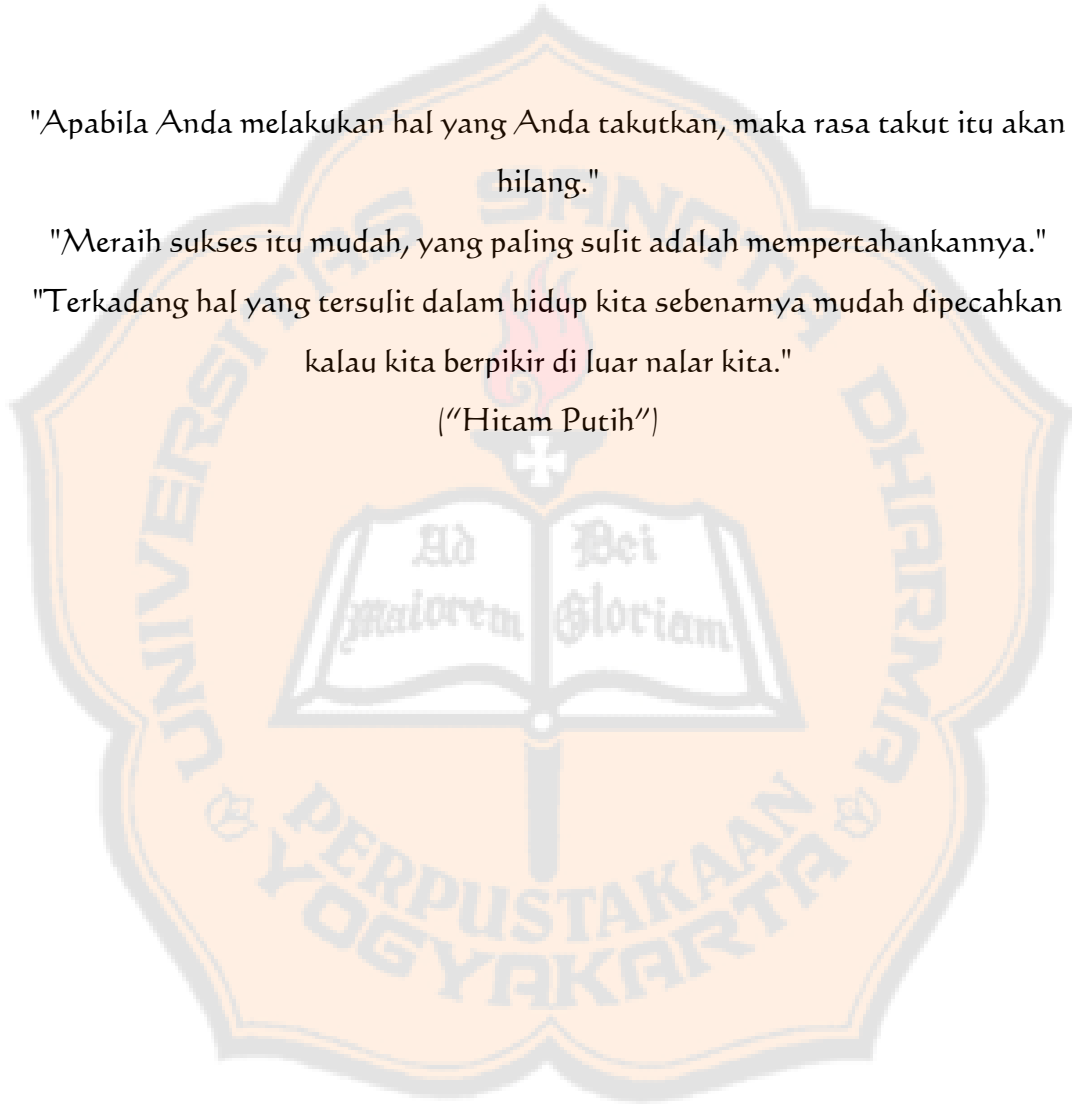 "Apabila Anda melakukan hal yang Anda takutkan, maka rasa takut itu akan
hilang."
"Meraih sukses itu mudah, yang paling sulit adalah mempertahankannya."
"Terkadang hal yang tersulit dalam hidup kita sebenarnya mudah dipecahkan
kalau kita berpikir di luar nalar kita."
("Hitam Putih")
UNIVERSITAS SANATA DHARMA
Ad Dei
Maiorem Gloriam
PERPUSTAKAAN
YOGYAKARTA